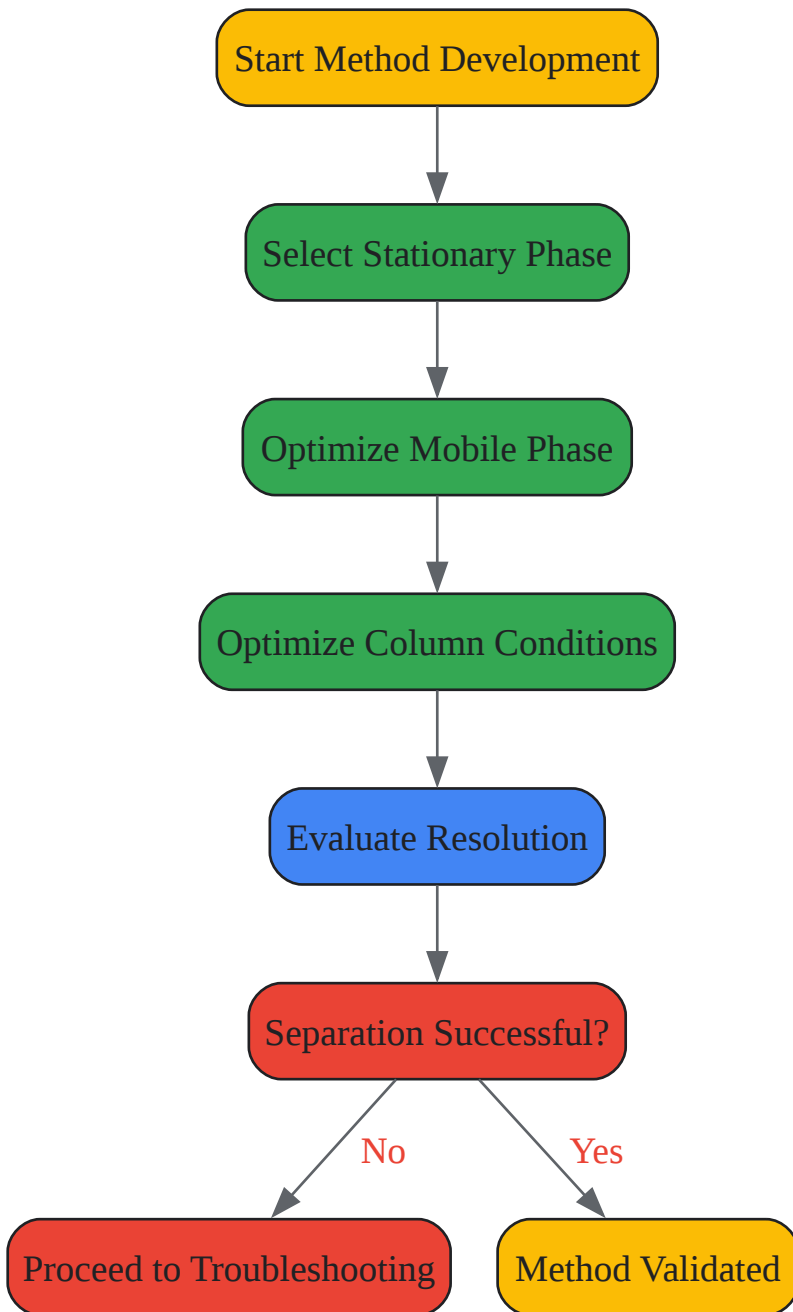 Start Method Development
Select Stationary Phase
Optimize Mobile Phase
Optimize Column Conditions
Evaluate Resolution
Separation Successful?
No
Yes
Proceed to Troubleshooting
Method Validated